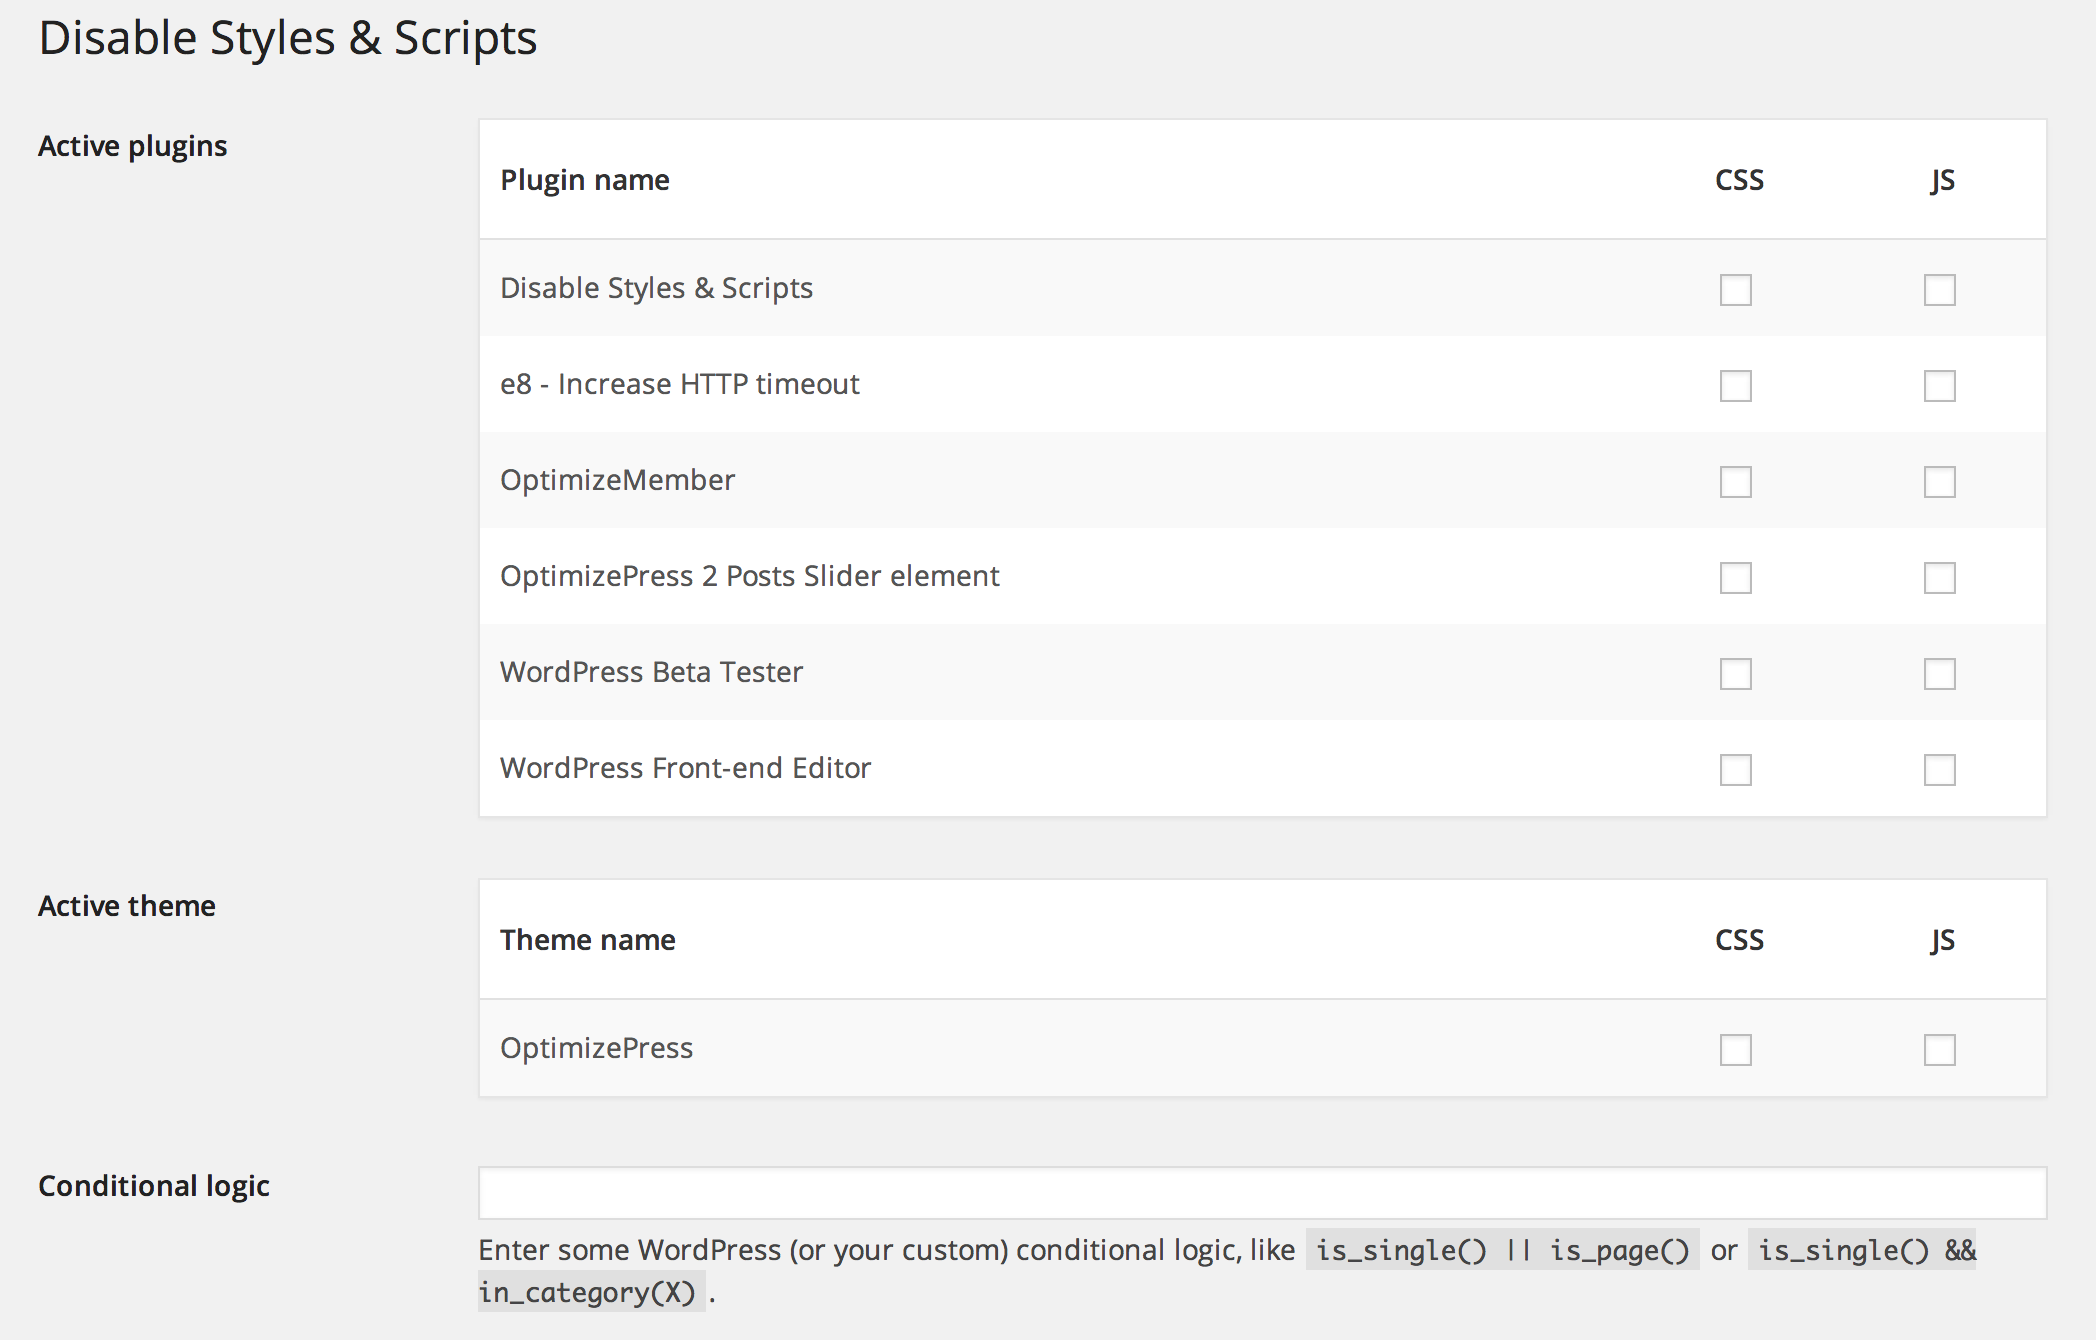 Disable Styles & Scripts
Active plugins
Plugin name CSS JS
Disable Styles & Scripts
e8 - Increase HTTP timeout
OptimizeMember
OptimizePress 2 Posts Slider element
WordPress Beta Tester
WordPress Front-end Editor
Active theme
Theme name CSS JS
OptimizePress
Conditional logic
Enter some WordPress (or your custom) conditional logic, like is_single() || is_page() or is_single() &&
in_category(X) .